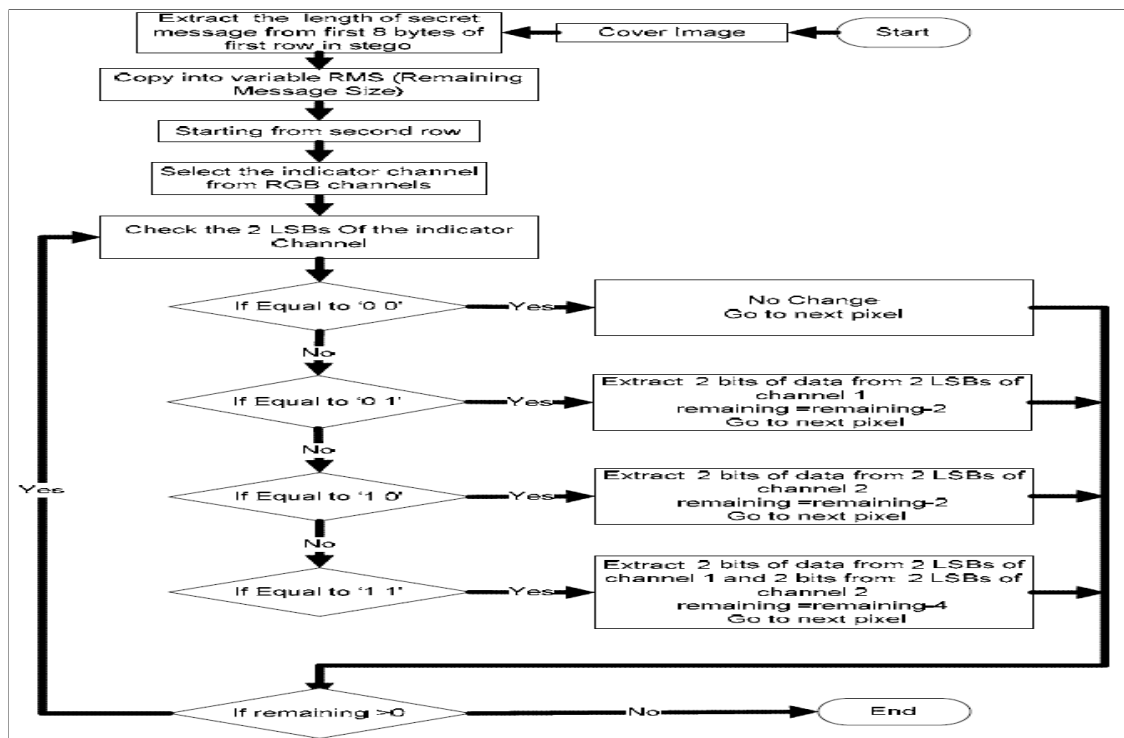 Start
Cover Image
Extract the length of secret
message from first 8 bytes of
first row in stego
Copy into variable RMS (Remaining
Message Size)
Starting from second row
Select the indicator channel
from RGB channels
Check the 2 LSBs Of the indicator
Channel
If Equal to '0 0'
Yes
No Change
Go to next pixel
No
If Equal to '0 1'
Yes
Extract 2 bits of data from 2 LSBs of
channel 1
remaining =remaining-2
Go to next pixel
No
If Equal to '1 0'
Yes
Extract 2 bits of data from 2 LSBs of
channel 2
remaining =remaining-2
Go to next pixel
No
If Equal to '1 1'
Yes
Extract 2 bits of data from 2 LSBs of
channel 1 and 2 bits from 2 LSBs of
channel 2
remaining =remaining-4
Go to next pixel
Yes
If remaining >0
No
End